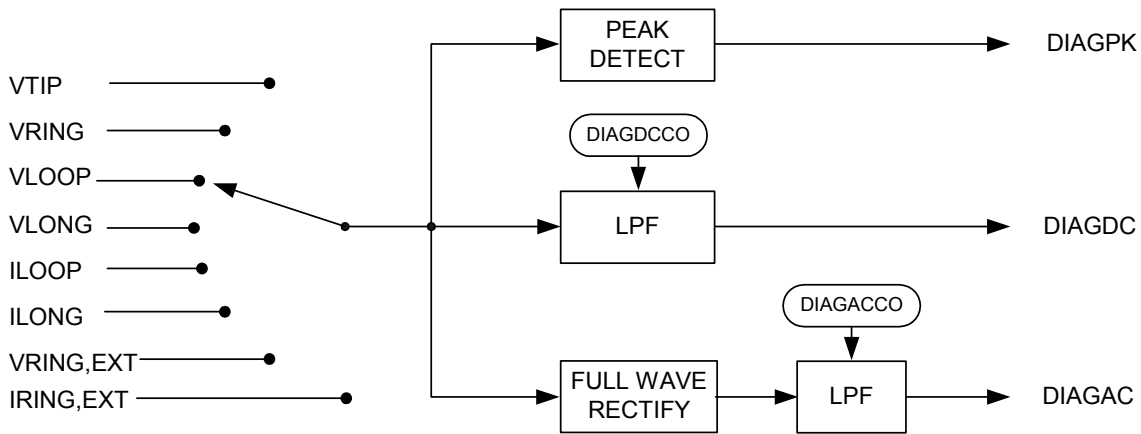 VTIP
VRING
VLOOP
VLONG
ILOOP
ILONG
VRING,EXT
IRING,EXT
PEAK
DETECT
DIAGPK
DIAGDCCO
LPF
DIAGDC
DIAGACCO
FULL WAVE
RECTIFY
LPF
DIAGAC